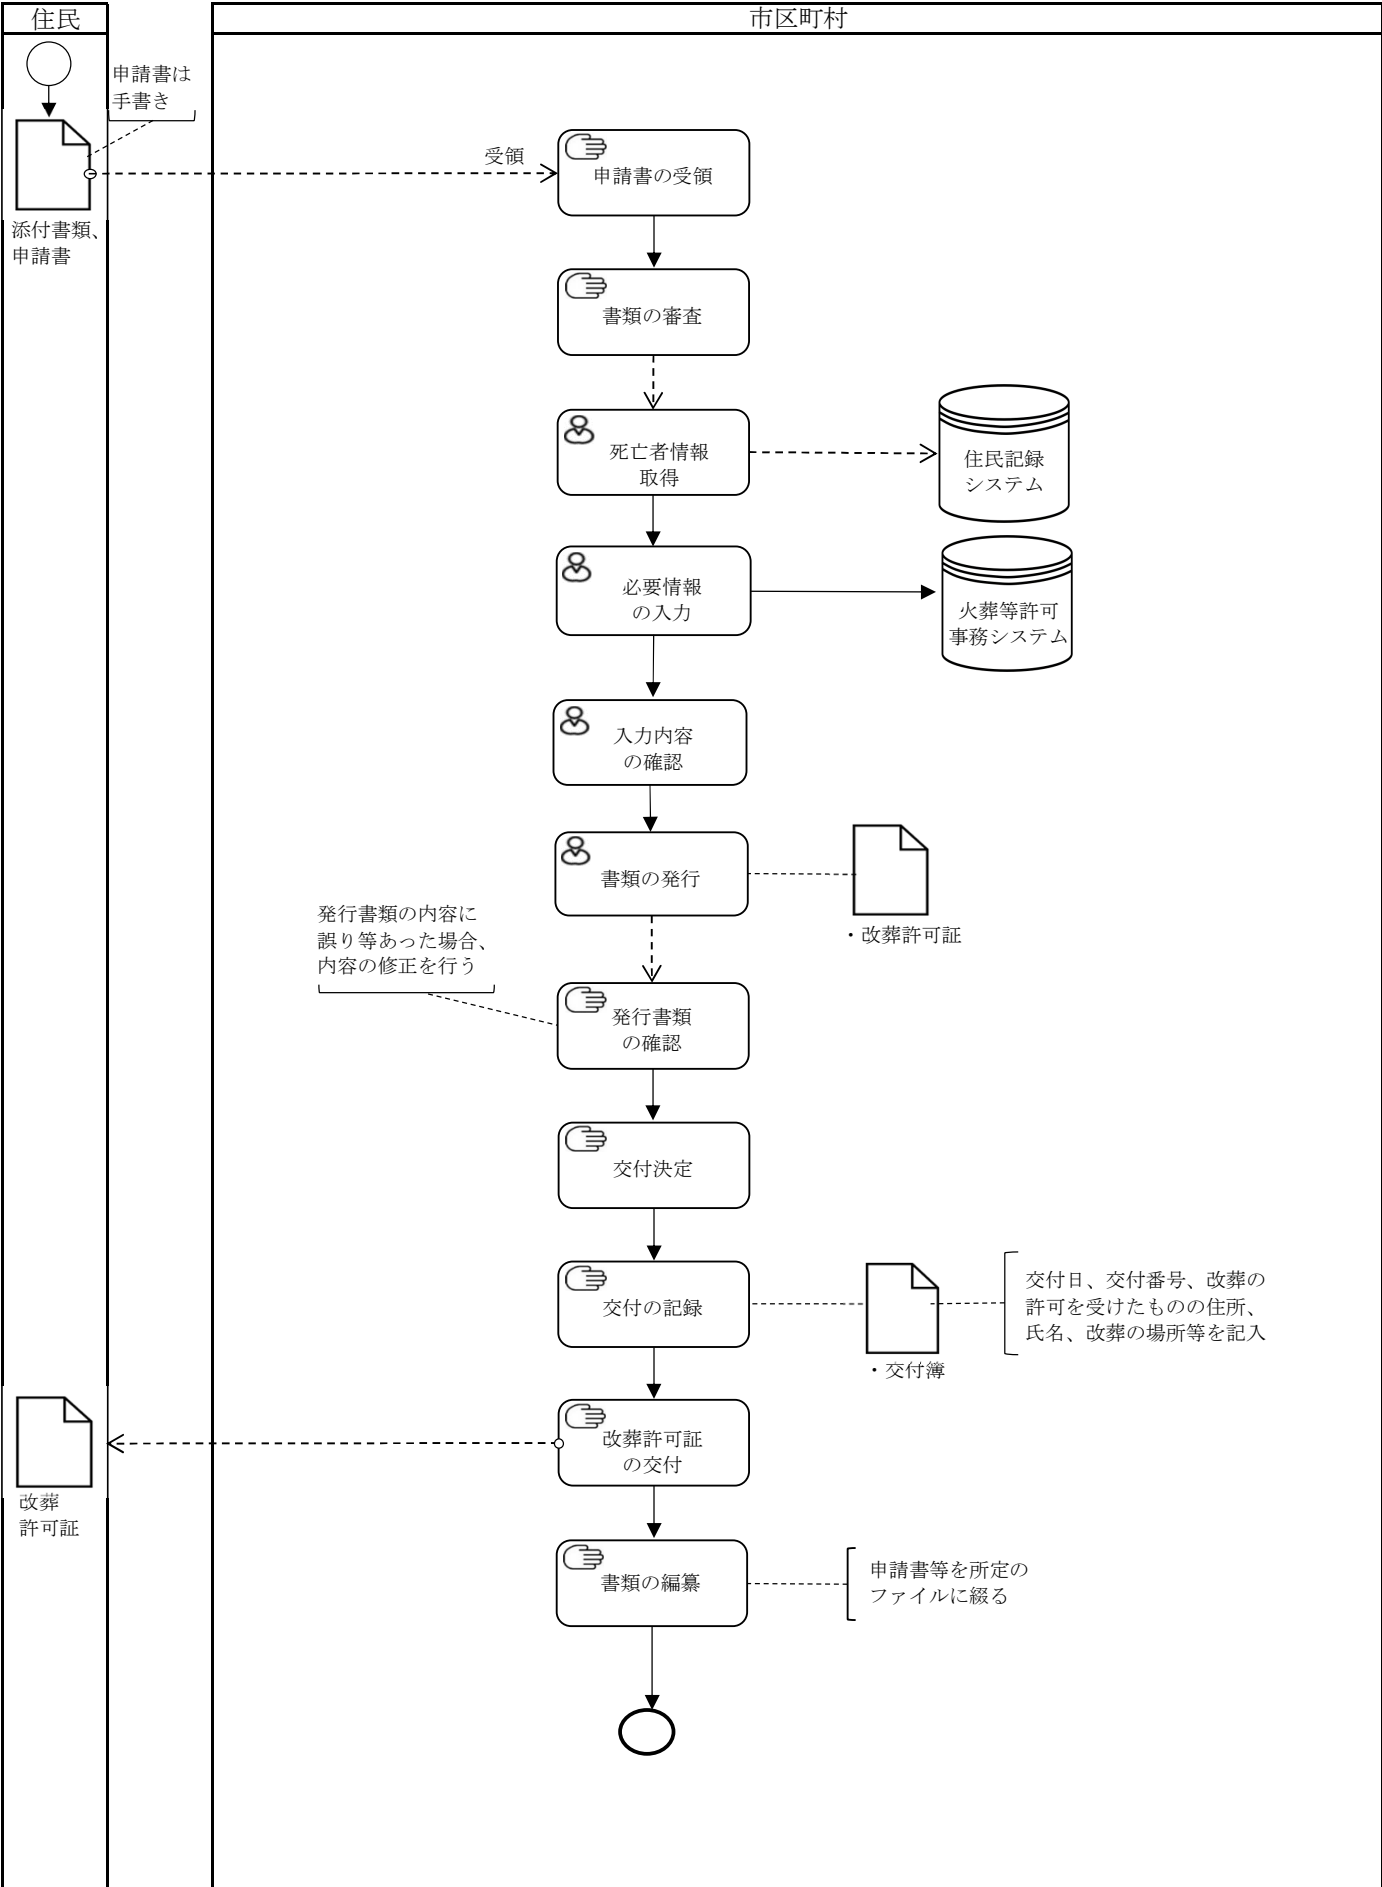 住民
市区町村
申請書は
手書き
受領
申請書の受領
添付書類、
申請書
書類の審査
死亡者情報
取得
住民記録
システム
必要情報
の入力
火葬等許可
事務システム
入力内容
の確認
書類の発行
・改葬許可証
発行書類の内容に
誤り等あった場合、
内容の修正を行う
発行書類
の確認
交付決定
交付の記録
・交付簿
交付日、交付番号、改葬の
許可を受けたものの住所、
氏名、改葬の場所等を記入
改葬許可証
の交付
改葬
許可証
書類の編纂
申請書等を所定の
ファイルに綴る